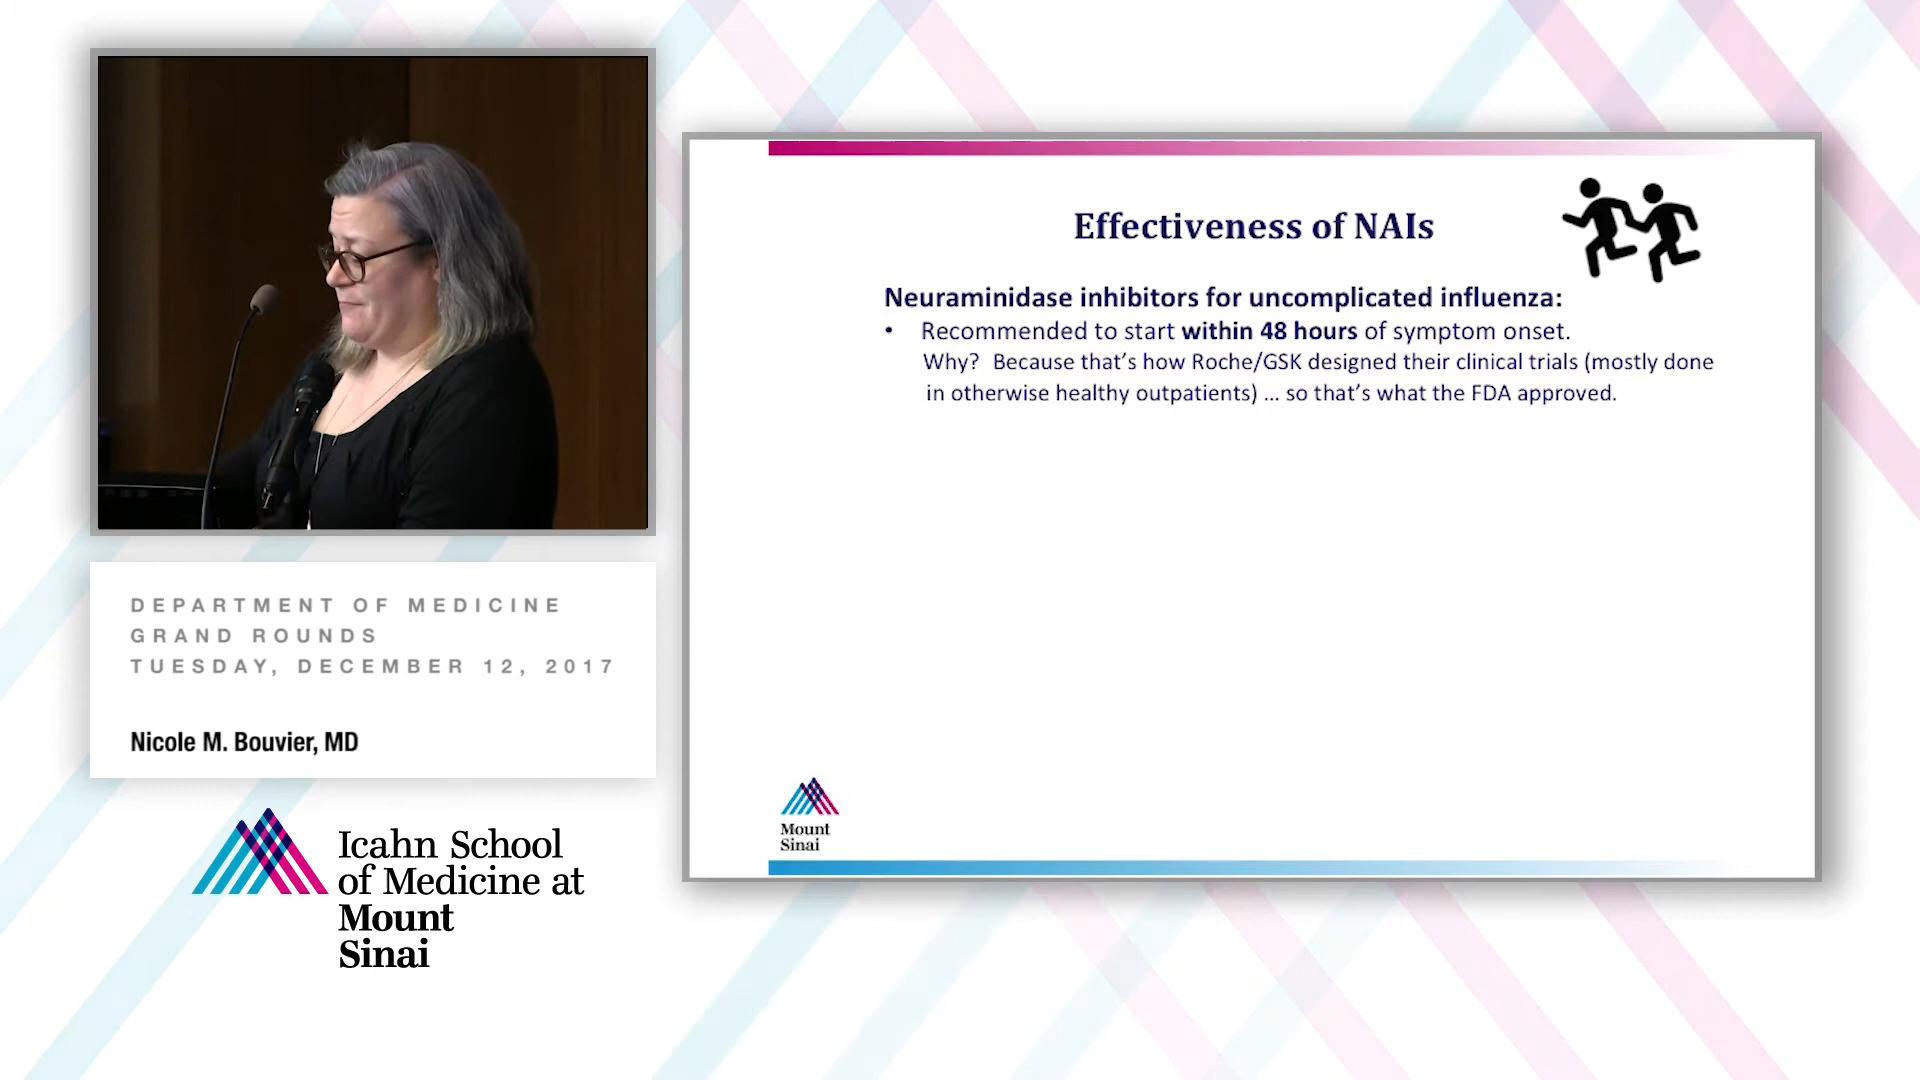 DEPARTMENT OF MEDICINE
GRAND ROUNDS
TUESDAY, DECEMBER 12, 2017
Nicole M. Bouvier, MD
Icahn School
of Medicine at
Mount
Sinai
Effectiveness of NAIs
Neuraminidase inhibitors for uncomplicated influenza:
• Recommended to start within 48 hours of symptom onset.
Why? Because that’s how Roche/GSK designed their clinical trials (mostly done
in otherwise healthy outpatients) … so that’s what the FDA approved.
Mount
Sinai